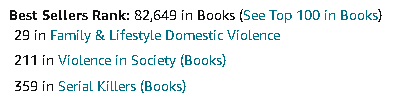 Best Sellers Rank: 82,649 in Books (See Top 100 in Books)
29 in Family & Lifestyle Domestic Violence
211 in Violence in Society (Books)
359 in Serial Killers (Books)